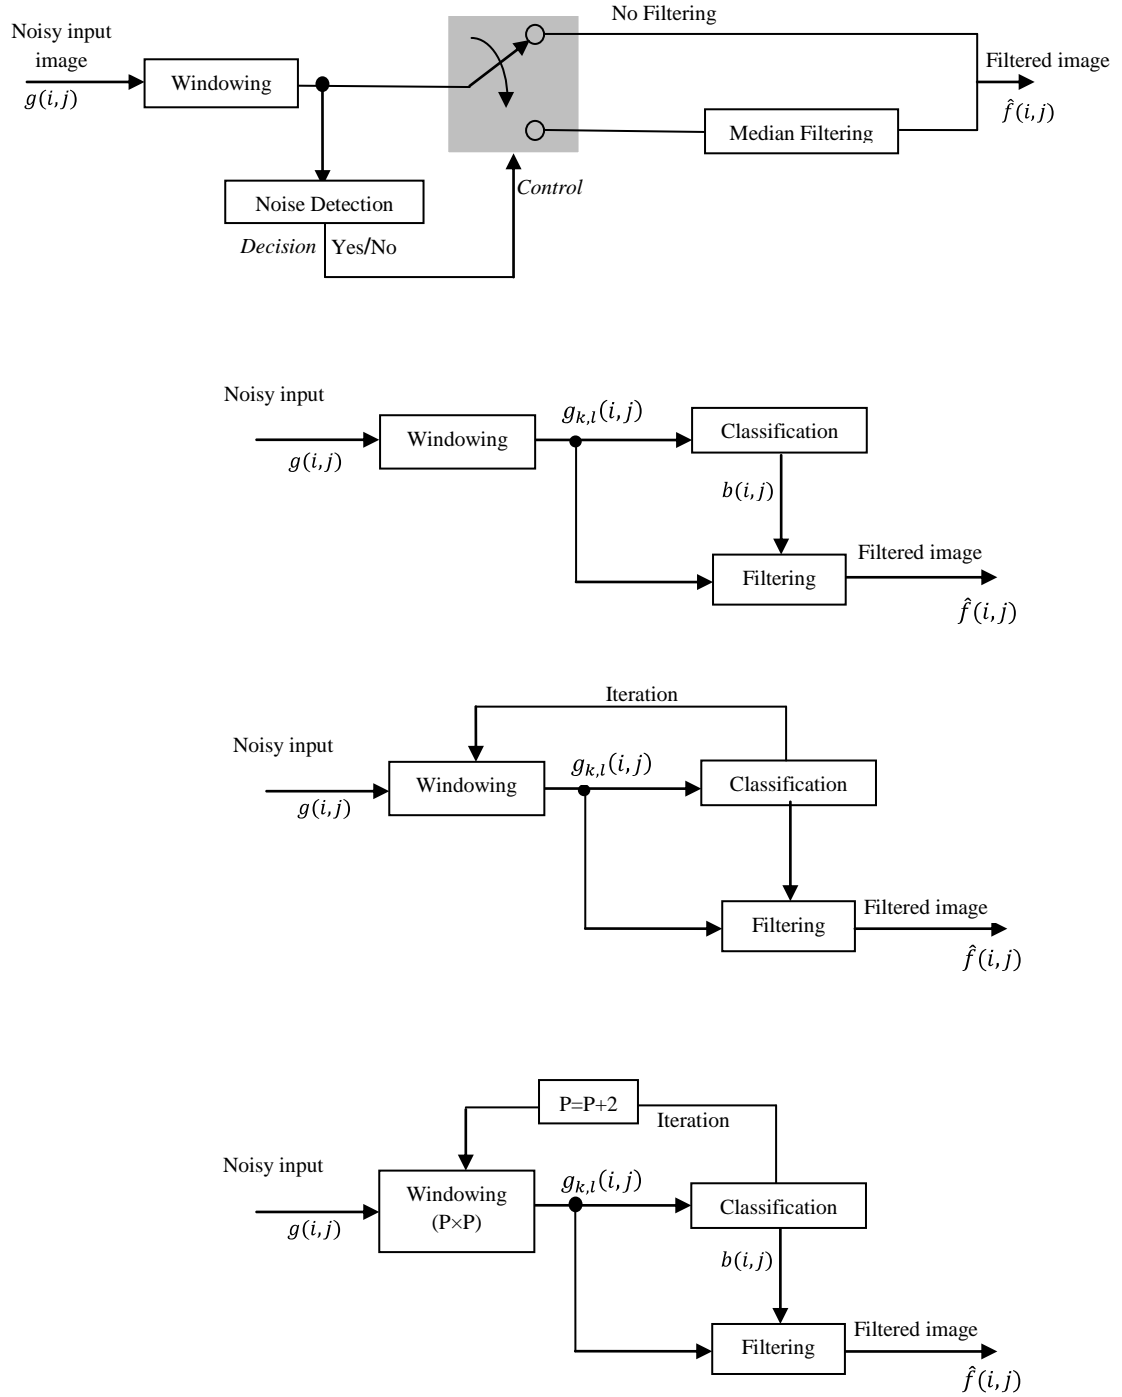 No Filtering
Noisy input
image
Windowing
Filtered image
g(i,j)
f̂(i,j)
Median Filtering
Control
Noise Detection
Decision Yes/No
Noisy input
g_{k,l}(i,j)
Classification
Windowing
g(i,j)
b(i,j)
Filtered image
Filtering
f̂(i,j)
Iteration
Noisy input
g_{k,l}(i,j)
Windowing
Classification
g(i,j)
Filtered image
Filtering
f̂(i,j)
P=P+2
Iteration
Noisy input
g_{k,l}(i,j)
Windowing
(P×P)
Classification
g(i,j)
b(i,j)
Filtered image
Filtering
f̂(i,j)